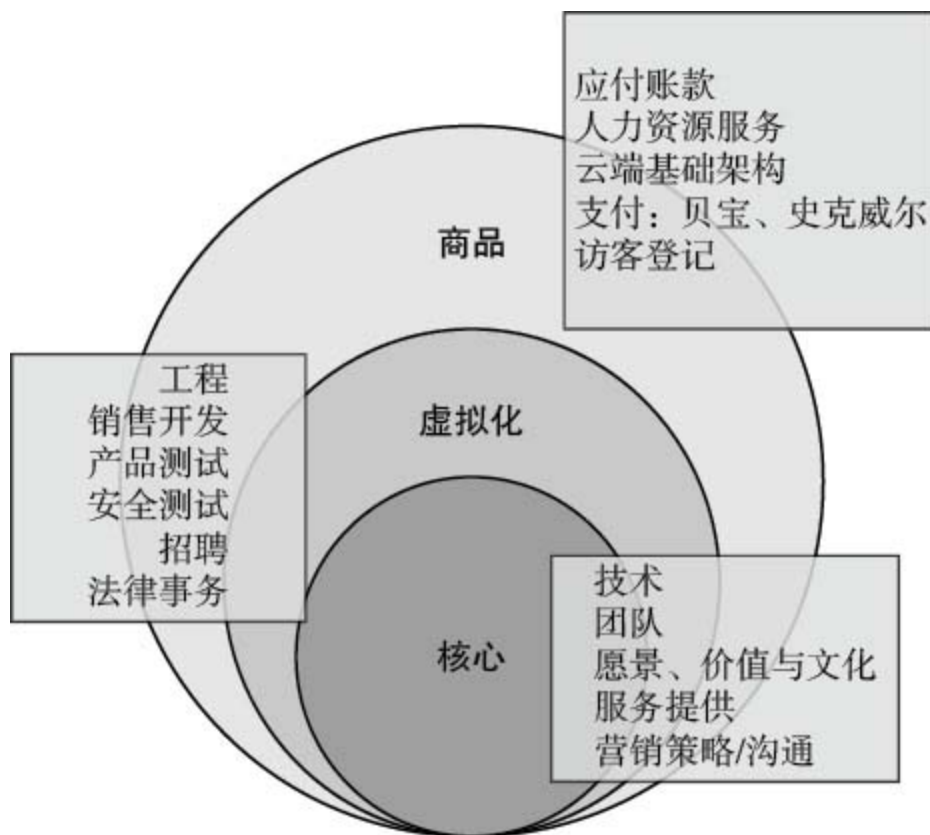 应付账款
人力资源服务
云端基础架构
支付：贝宝、史克威尔
访客登记
商品
工程
销售开发
产品测试
安全测试
招聘
法律事务
虚拟化
核心
技术
团队
愿景、价值与文化
服务提供
营销策略/沟通